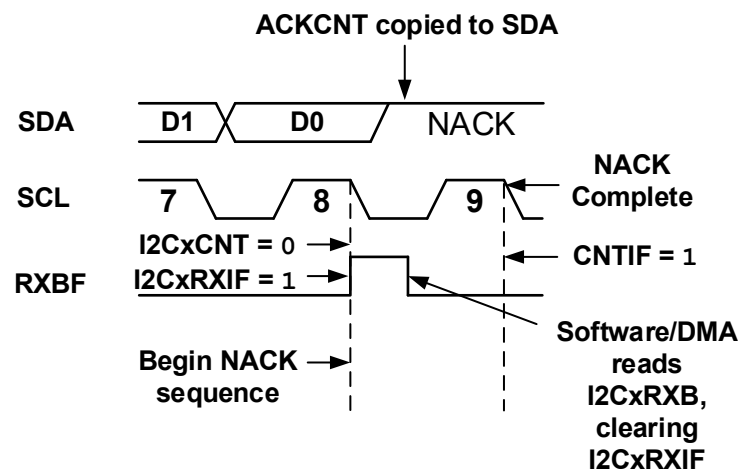 ACKCNT copied to SDA
SDA
D1
D0
NACK
SCL
7
8
9
NACK
Complete
I2CxCNT = 0
CNTIF = 1
RXBF
I2CxRXIF = 1
Begin NACK
sequence
Software/DMA
reads
I2CxRXB,
clearing
I2CxRXIF